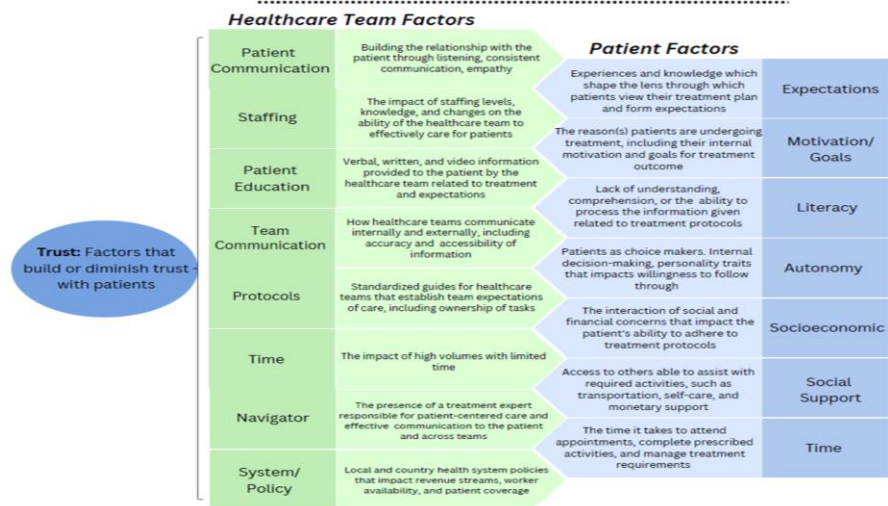 Healthcare Team Factors
Patient
Communication
Building the relationship with the
patient through listening, consistent
communication, empathy
Staffing
The impact of staffing levels,
knowledge, and changes on the
ability of the healthcare team to
effectively care for patients
Patient
Education
Verbal, written, and video information
provided to the patient by the
healthcare team related to treatment
and expectations
Team
Communication
How healthcare teams communicate
internally and externally, including
accuracy and accessibility of
information
Protocols
Standardized guides for healthcare
teams that establish team expectations
of care, including ownership of tasks
Time
The impact of high volumes with limited
time
Navigator
The presence of a treatment expert
responsible for patient-centered care and
effective communication to the patient
and across teams
System/
Policy
Local and country health system policies
that impact revenue streams, worker
availability, and patient coverage
Trust: Factors that
build or diminish trust
with patients
Patient Factors
Experiences and knowledge which
shape the lens through which
patients view their treatment plan
and form expectations
Expectations
The reason(s) patients are undergoing
treatment, including their internal
motivation and goals for treatment
outcome
Motivation/
Goals
Lack of understanding,
comprehension, or the ability to
process the information given
related to treatment protocols
Literacy
Patients as choice makers. Internal
decision-making, personality traits
that impacts willingness to follow
through
Autonomy
The interaction of social and
financial concerns that impact the
patient's ability to adhere to
treatment protocols
Socioeconomic
Access to others able to assist with
required activities, such as
transportation, self-care, and
monetary support
Social
Support
The time it takes to attend
appointments, complete prescribed
activities, and manage treatment
requirements
Time